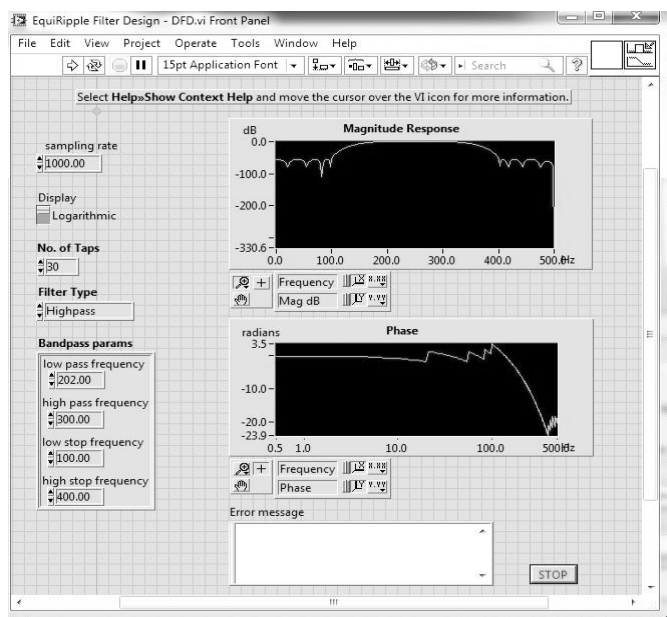 EquiRipple Filter Design - DFD.vi Front Panel
File Edit View Project Operate Tools Window Help
15pt Application Font Search
Select Help»Show Context Help and move the cursor over the VI icon for more information.
sampling rate
1000.00
Display
Logarithmic
No. of Taps
30
Filter Type
Highpass
Bandpass params
low pass frequency
202.00
high pass frequency
300.00
low stop frequency
100.00
high stop frequency
400.00
dB Magnitude Response
0.0
-100.0
-200.0
-330.6
0.0 100.0 200.0 300.0 400.0 500.0 Hz
Frequency X.XX
Mag dB Y.YY
radians Phase
3.5
-10.0
-20.0
-23.9
0.5 1.0 10.0 100.0 500.0 Hz
Frequency X.XX
Phase Y.YY
Error message
STOP